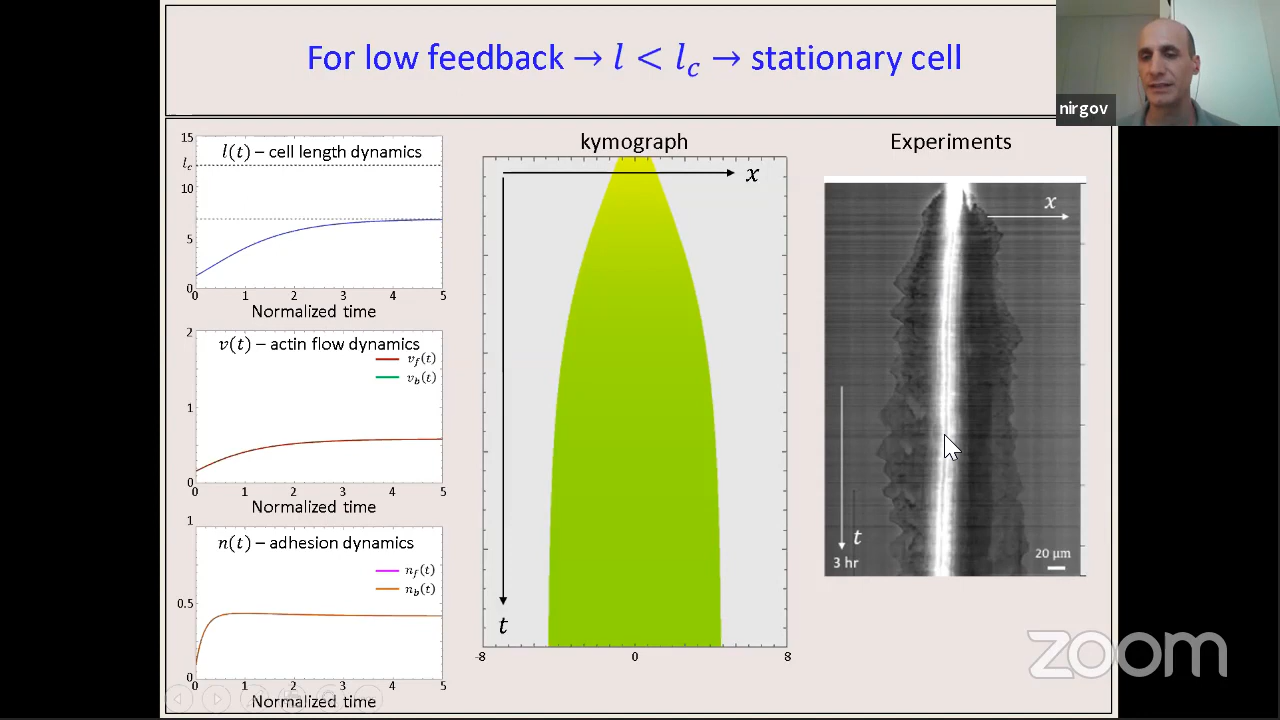 For low feedback → l < l_c → stationary cell
nirgov
l(t) – cell length dynamics
15
l_c
10
5
0
0 1 2 3 4 5
Normalized time
v(t) – actin flow dynamics
v_f(t)
v_b(t)
2
1
0
0 1 2 3 4 5
Normalized time
n(t) – adhesion dynamics
n_f(t)
n_b(t)
1
0.5
0
0 1 2 3 4 5
Normalized time
kymograph
x
t
-8 0 8
Experiments
x
t
3 hr
20 μm
zoom